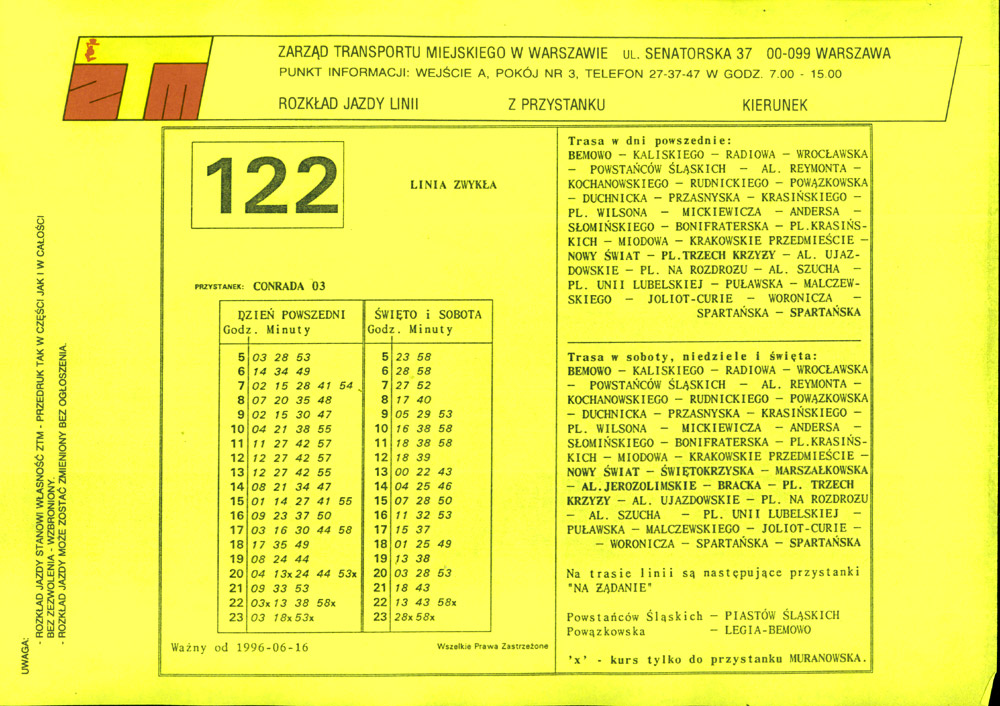 ZTM
ZARZĄD TRANSPORTU MIEJSKIEGO W WARSZAWIE UL. SENATORSKA 37 00-099 WARSZAWA
PUNKT INFORMACJI: WEJŚCIE A, POKÓJ NR 3, TELEFON 27-37-47 W GODZ. 7.00 - 15.00
ROZKŁAD JAZDY LINII Z PRZYSTANKU KIERUNEK
122
LINIA ZWYKŁA
PRZYSTANEK: CONRADA 03
DZIEŃ POWSZEDNI ŚWIĘTO i SOBOTA
Godz. Minuty Godz. Minuty
5 03 28 53 5 23 58
6 14 34 49 6 28 58
7 02 15 28 41 54 7 27 52
8 07 20 35 48 8 17 40
9 02 15 30 47 9 05 29 53
10 04 21 38 55 10 16 38 58
11 11 27 42 57 11 18 38 58
12 12 27 42 57 12 18 39
13 12 27 42 55 13 00 22 43
14 08 21 34 47 14 04 25 46
15 01 14 27 41 55 15 07 28 50
16 09 23 37 50 16 11 32 53
17 03 16 30 44 58 17 15 37
18 17 35 49 18 01 25 49
19 08 24 44 19 13 38
20 04 13x24 44 53x 20 03 28 53
21 09 33 53 21 18 43
22 03x13 38 58x 22 13 43 58x
23 03 18x53x 23 28x58x
Ważny od 1996-06-16 Wszelkie Prawa Zastrzeżone
Trasa w dni powszednie:
BEMOWO — KALISKIEGO — RADIOWA — WROCŁAWSKA
— POWSTAŃCÓW ŚLĄSKICH — AL. REYMONTA —
KOCHANOWSKIEGO — RUDNICKIEGO — POWĄZKOWSKA
— DUCHNICKA — PRZASNYSKA — KRASIŃSKIEGO —
PL. WILSONA — MICKIEWICZA — ANDERSA —
SŁOMIŃSKIEGO — BONIFRATERSKA — PL.KRASIŃS-
KICH — MIODOWA — KRAKOWSKIE PRZEDMIEŚCIE —
NOWY ŚWIAT — PL.TRZECH KRZYŻY — AL. UJAZ-
DOWSKIE — PL. NA ROZDROŻU — AL. SZUCHA —
PL. UNII LUBELSKIEJ — PUŁAWSKA — MALCZEW-
SKIEGO — JOLIOT-CURIE — WORONICZA —
SPARTAŃSKA — SPARTAŃSKA
Trasa w soboty, niedziele i święta:
BEMOWO — KALISKIEGO — RADIOWA — WROCŁAWSKA
— POWSTAŃCÓW ŚLĄSKICH — AL. REYMONTA —
KOCHANOWSKIEGO — RUDNICKIEGO — POWĄZKOWSKA
— DUCHNICKA — PRZASNYSKA — KRASIŃSKIEGO —
PL. WILSONA — MICKIEWICZA — ANDERSA —
SŁOMIŃSKIEGO — BONIFRATERSKA — PL.KRASIŃS-
KICH — MIODOWA — KRAKOWSKIE PRZEDMIEŚCIE —
NOWY ŚWIAT — ŚWIĘTOKRZYSKA — MARSZAŁKOWSKA
— AL.JEROZOLIMSKIE — BRACKA — PL. TRZECH
KRZYŻY — AL. UJAZDOWSKIE — PL. NA ROZDROŻU
— AL. SZUCHA — PL. UNII LUBELSKIEJ —
PUŁAWSKA — MALCZEWSKIEGO — JOLIOT-CURIE —
— WORONICZA — SPARTAŃSKA — SPARTAŃSKA
Na trasie linii są następujące przystanki
"NA ŻĄDANIE"
Powstańców Śląskich — PIASTÓW ŚLĄSKICH
Powązkowska — LEGIA-BEMOWO
'x' - kurs tylko do przystanku MURANOWSKA.
UWAGA:
- ROZKŁAD JAZDY STANOWI WŁASNOŚĆ ZTM - PRZEDRUK TAK W CZĘŚCI JAK I W CAŁOŚCI
BEZ ZEZWOLENIA - WZBRONIONY.
- ROZKŁAD JAZDY MOŻE ZOSTAĆ ZMIENIONY BEZ OGŁOSZENIA.